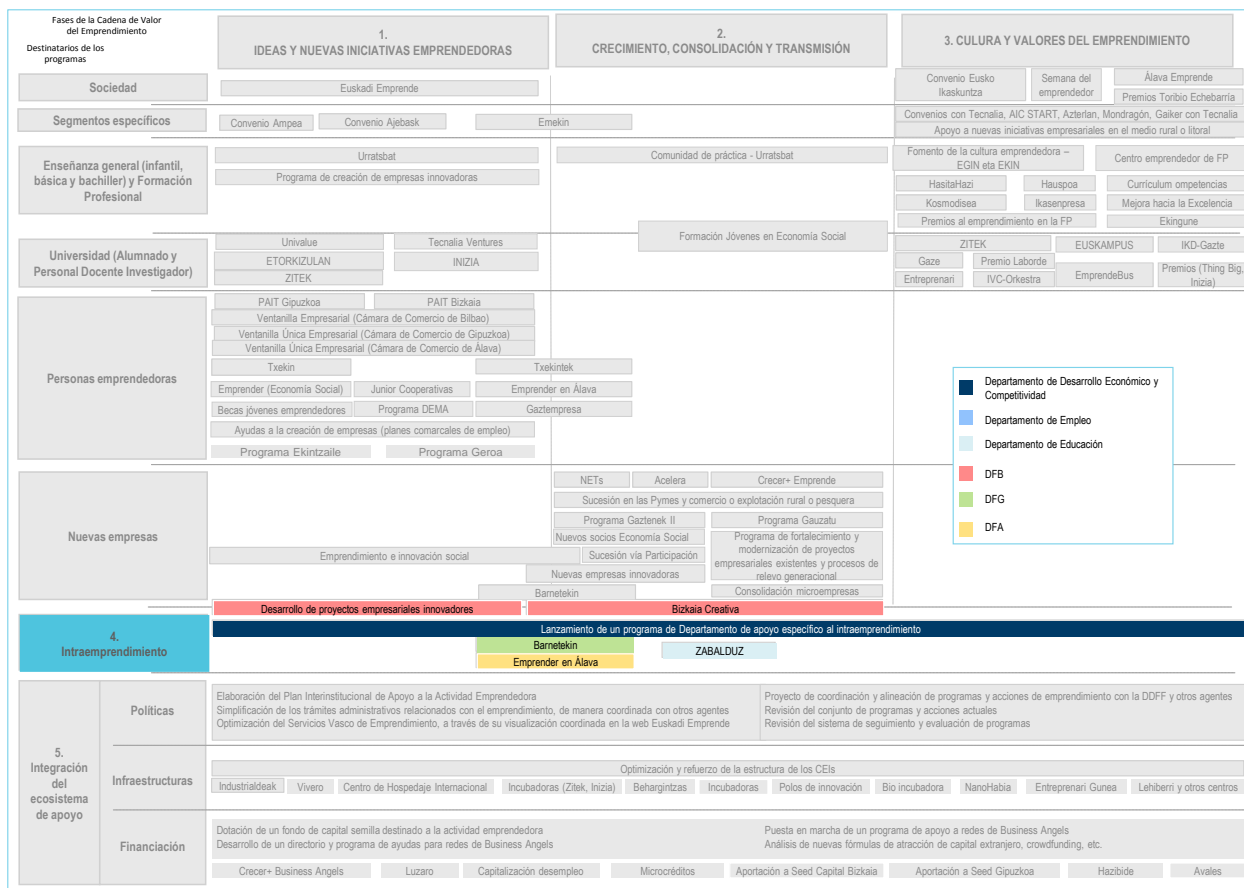 Fases de la Cadena de Valor
del Emprendimiento
Destinatarios de los
programas
1.
IDEAS Y NUEVAS INICIATIVAS EMPRENDEDORAS
2.
CRECIMIENTO, CONSOLIDACIÓN Y TRANSMISIÓN
3. CULURA Y VALORES DEL EMPRENDIMIENTO
Sociedad
Euskadi Emprende
Convenio Eusko
Ikaskuntza
Semana del
emprendedor
Álava Emprende
Premios Toribio Echebarría
Segmentos específicos
Convenio Ampea
Convenio Ajebask
Emekin
Convenios con Tecnalia, AIC START, Azterlan, Mondragón, Gaiker con Tecnalia
Apoyo a nuevas iniciativas empresariales en el medio rural o litoral
Enseñanza general (infantil,
básica y bachiller) y Formación
Profesional
Urratsbat
Programa de creación de empresas innovadoras
Comunidad de práctica - Urratsbat
Fomento de la cultura emprendedora –
EGIN eta EKIN
Centro emprendedor de FP
HasitaHazi
Hauspoa
Currículum ompetencias
Kosmodisea
Ikasenpresa
Mejora hacia la Excelencia
Premios al emprendimiento en la FP
Ekingune
Formación Jóvenes en Economía Social
Universidad (Alumnado y
Personal Docente Investigador)
Univalue
Tecnalia Ventures
ETORKIZULAN
INIZIA
ZITEK
ZITEK
EUSKAMPUS
IKD-Gazte
Gaze
Premio Laborde
Entreprenari
IVC-Orkestra
EmprendeBus
Premios (Thing Big,
Inizia)
Personas emprendedoras
PAIT Gipuzkoa
PAIT Bizkaia
Ventanilla Empresarial (Cámara de Comercio de Bilbao)
Ventanilla Única Empresarial (Cámara de Comercio de Gipuzkoa)
Ventanilla Única Empresarial (Cámara de Comercio de Álava)
Txekin
Txekintek
Emprender (Economía Social)
Junior Cooperativas
Emprender en Álava
Becas jóvenes emprendedores
Programa DEMA
Gaztempresa
Ayudas a la creación de empresas (planes comarcales de empleo)
Programa Ekintzaile
Programa Geroa
Departamento de Desarrollo Económico y
Competitividad
Departamento de Empleo
Departamento de Educación
DFB
DFG
DFA
Nuevas empresas
NETs
Acelera
Crecer+ Emprende
Sucesión en las Pymes y comercio o explotación rural o pesquera
Programa Gaztenek II
Programa Gauzatu
Nuevos socios Economía Social
Programa de fortalecimiento y
modernización de proyectos
empresariales existentes y procesos de
relevo generacional
Emprendimiento e innovación social
Sucesión vía Participación
Nuevas empresas innovadoras
Barnetekin
Consolidación microempresas
Desarrollo de proyectos empresariales innovadores
Bizkaia Creativa
4.
Intraemprendimiento
Lanzamiento de un programa de Departamento de apoyo específico al intraemprendimiento
Barnetekin
ZABALDUZ
Emprender en Álava
5.
Integración
del
ecosistema
de apoyo
Políticas
Elaboración del Plan Interinstitucional de Apoyo a la Actividad Emprendedora
Simplificación de los trámites administrativos relacionados con el emprendimiento, de manera coordinada con otros agentes
Optimización del Servicios Vasco de Emprendimiento, a través de su visualización coordinada en la web Euskadi Emprende
Proyecto de coordinación y alineación de programas y acciones de emprendimiento con la DDFF y otros agentes
Revisión del conjunto de programas y acciones actuales
Revisión del sistema de seguimiento y evaluación de programas
Infraestructuras
Optimización y refuerzo de la estructura de los CEIs
Industrialdeak
Vivero
Centro de Hospedaje Internacional
Incubadoras (Zitek, Inizia)
Behargintzas
Incubadoras
Polos de innovación
Bio incubadora
NanoHabia
Entreprenari Gunea
Lehiberri y otros centros
Financiación
Dotación de un fondo de capital semilla destinado a la actividad emprendedora
Desarrollo de un directorio y programa de ayudas para redes de Business Angels
Puesta en marcha de un programa de apoyo a redes de Business Angels
Análisis de nuevas fórmulas de atracción de capital extranjero, crowdfunding, etc.
Crecer+ Business Angels
Luzaro
Capitalización desempleo
Microcréditos
Aportación a Seed Capital Bizkaia
Aportación a Seed Gipuzkoa
Hazibide
Avales